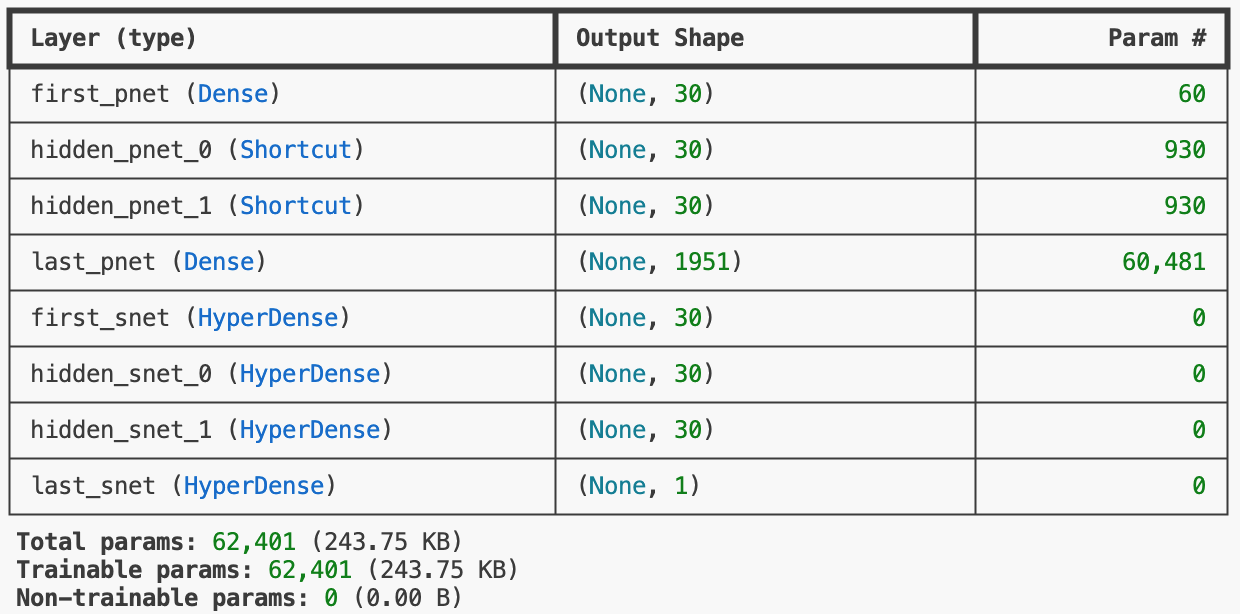 Layer (type) Output Shape Param #
first_pnet (Dense) (None, 30) 60
hidden_pnet_0 (Shortcut) (None, 30) 930
hidden_pnet_1 (Shortcut) (None, 30) 930
last_pnet (Dense) (None, 1951) 60,481
first_snet (HyperDense) (None, 30) 0
hidden_snet_0 (HyperDense) (None, 30) 0
hidden_snet_1 (HyperDense) (None, 30) 0
last_snet (HyperDense) (None, 1) 0
Total params: 62,401 (243.75 KB)
Trainable params: 62,401 (243.75 KB)
Non-trainable params: 0 (0.00 B)